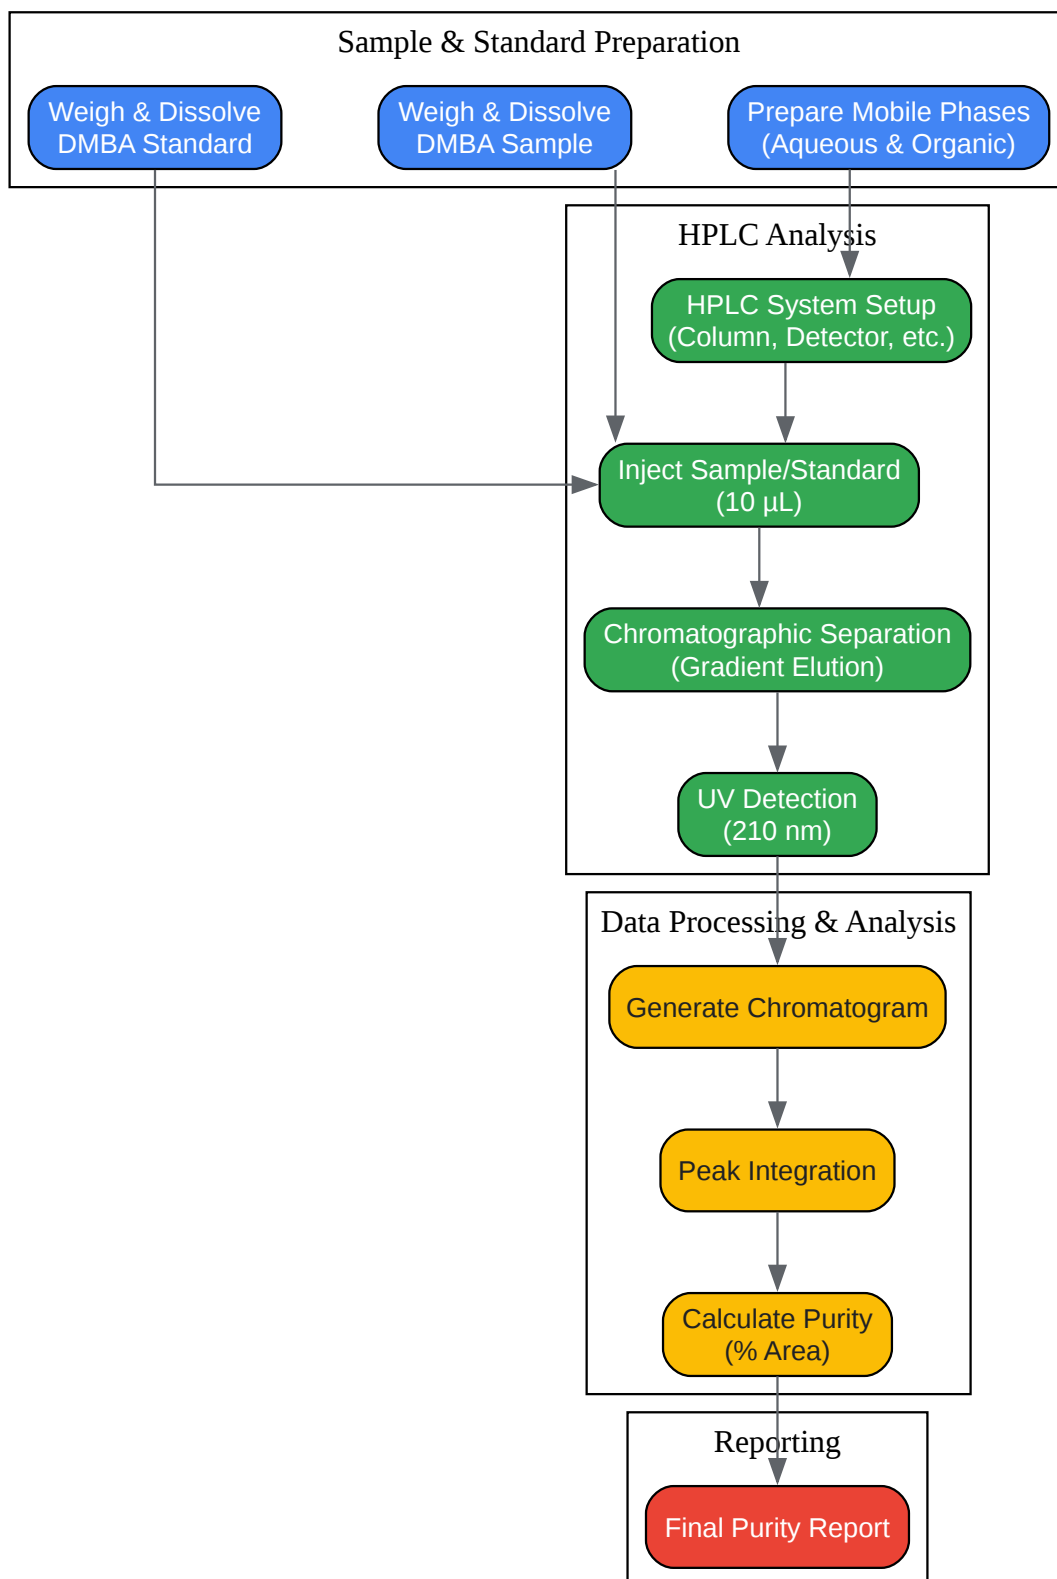 Sample & Standard Preparation
Weigh & Dissolve
DMBA Standard
Weigh & Dissolve
DMBA Sample
Prepare Mobile Phases
(Aqueous & Organic)
HPLC Analysis
HPLC System Setup
(Column, Detector, etc.)
Inject Sample/Standard
(10 µL)
Chromatographic Separation
(Gradient Elution)
UV Detection
(210 nm)
Data Processing & Analysis
Generate Chromatogram
Peak Integration
Calculate Purity
(% Area)
Reporting
Final Purity Report